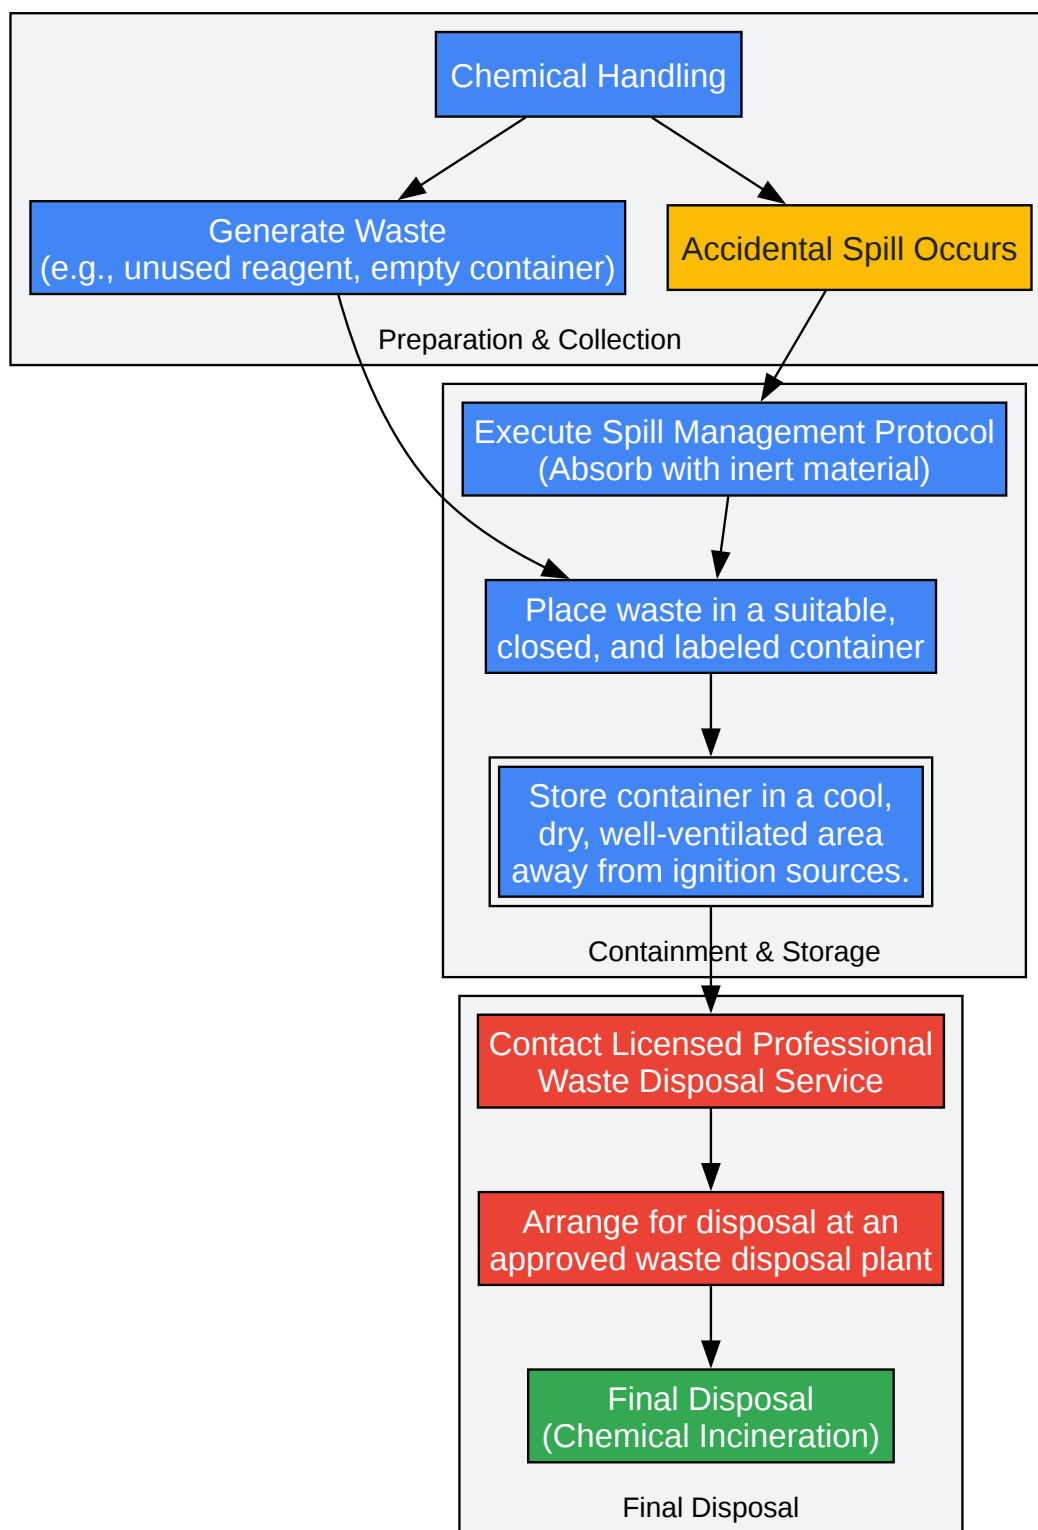 Chemical Handling
Generate Waste
(e.g., unused reagent, empty container)
Accidental Spill Occurs
Preparation & Collection
Execute Spill Management Protocol
(Absorb with inert material)
Place waste in a suitable,
closed, and labeled container
Store container in a cool,
dry, well-ventilated area
away from ignition sources.
Containment & Storage
Contact Licensed Professional
Waste Disposal Service
Arrange for disposal at an
approved waste disposal plant
Final Disposal
(Chemical Incineration)
Final Disposal